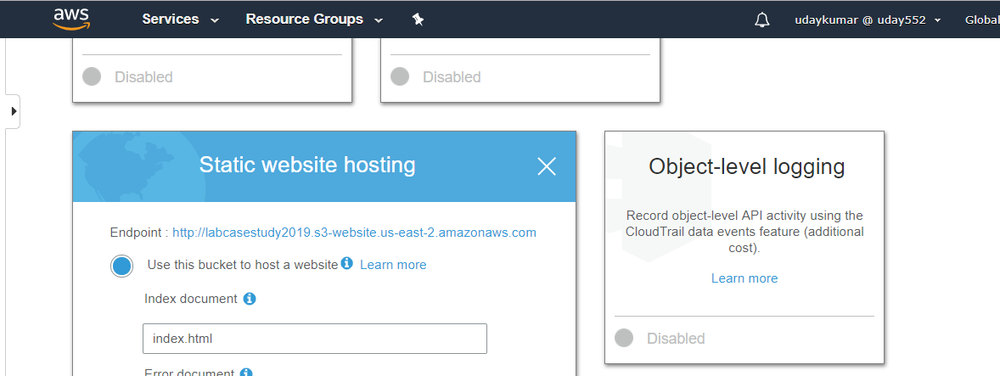 aws Services Resource Groups udaykumar @ uday552 Global
Disabled Disabled
Static website hosting
Endpoint : http://labcasestudy2019.s3-website.us-east-2.amazonaws.com
Use this bucket to host a website Learn more
Index document
index.html
Error document
Object-level logging
Record object-level API activity using the
CloudTrail data events feature (additional
cost).
Learn more
Disabled